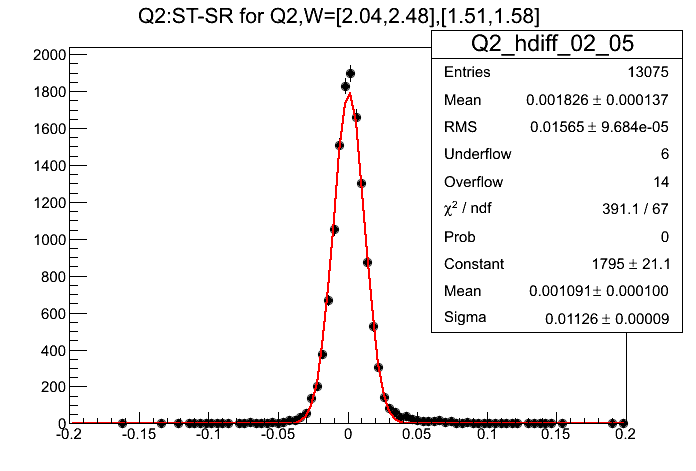 Q2:ST-SR for Q2,W=[2.04,2.48],[1.51,1.58]
Q2_hdiff_02_05
Entries 13075
Mean 0.001826 ± 0.000137
RMS 0.01565 ± 9.684e-05
Underflow 6
Overflow 14
χ² / ndf 391.1 / 67
Prob 0
Constant 1795 ± 21.1
Mean 0.001091 ± 0.000100
Sigma 0.01126 ± 0.00009
2000
1800
1600
1400
1200
1000
800
600
400
200
0
-0.2 -0.15 -0.1 -0.05 0 0.05 0.1 0.15 0.2